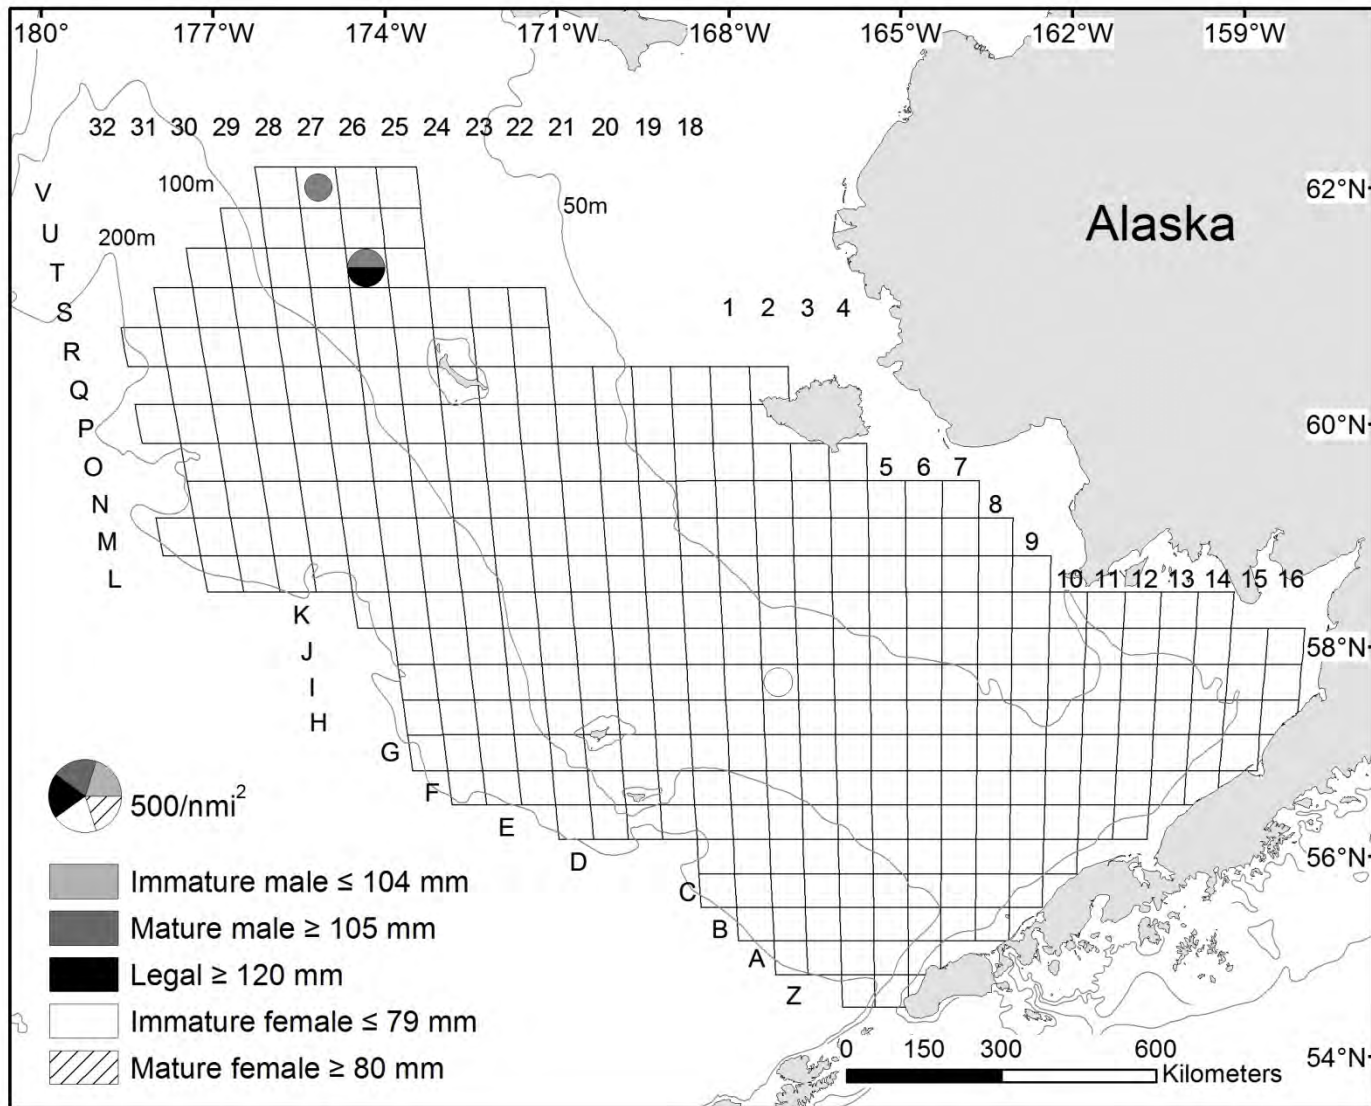 180° 177°W 174°W 171°W 168°W 165°W 162°W 159°W
32 31 30 29 28 27 26 25 24 23 22 21 20 19 18
100m
62°N
V
50m
Alaska
U
200m
T
S
1 2 3 4
R
Q
60°N
P
O
5 6 7
N
8
M
9
L
10 11 12 13 14 15 16
K
58°N
J
I
H
G
F
500/nmi²
E
D
56°N
Immature male ≤ 104 mm
C
Mature male ≥ 105 mm
B
A
Legal ≥ 120 mm
Z
Immature female ≤ 79 mm
0 150 300 600
54°N
Mature female ≥ 80 mm
Kilometers